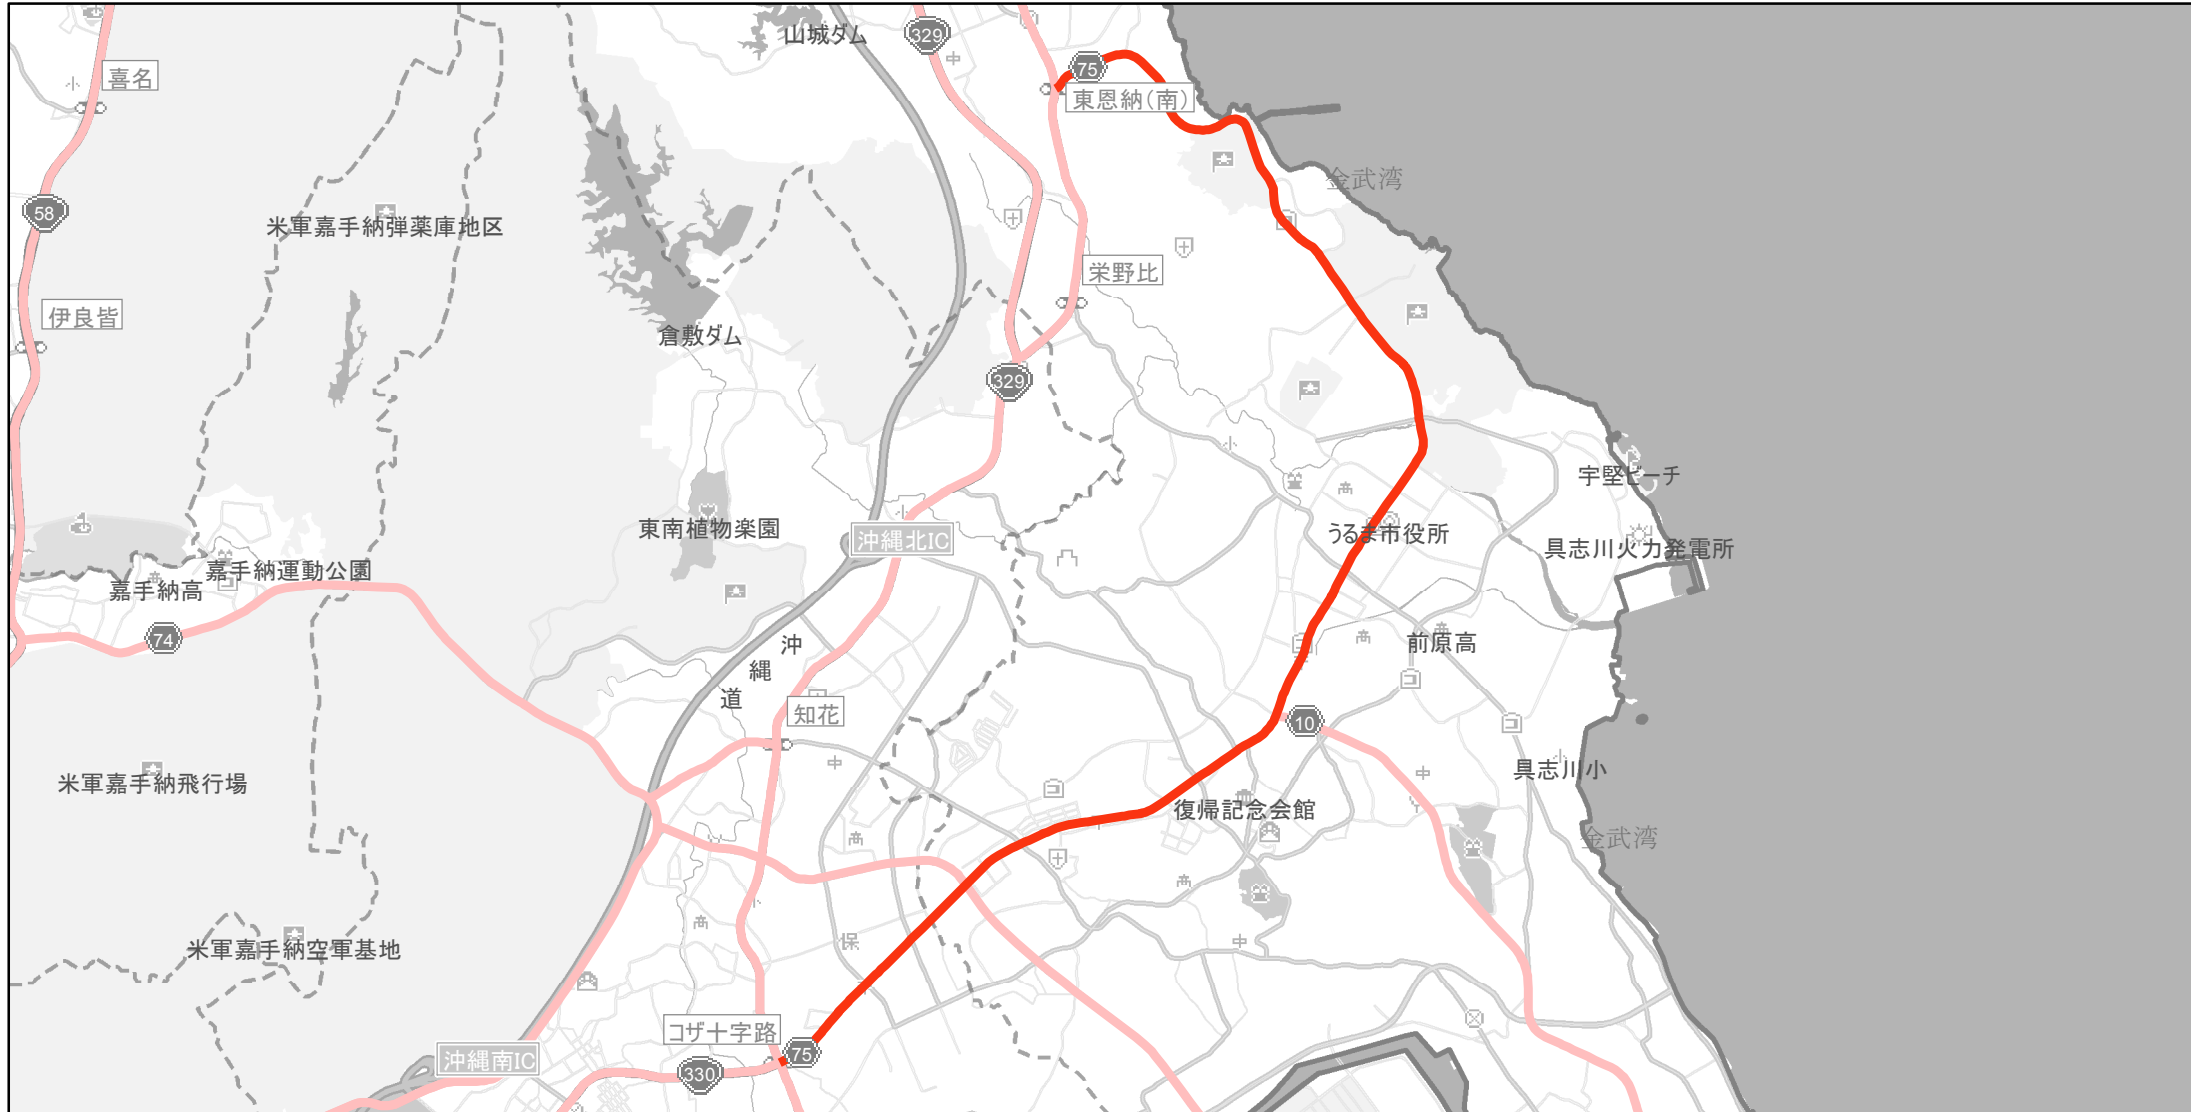 山城ダム
329
喜名
75
東恩納(南)
金武湾
58
米軍嘉手納弾薬庫地区
栄野比
伊良皆
倉敷ダム
329
宇堅ビーチ
東南植物楽園
沖縄北IC
うるま市役所
具志川火力発電所
嘉手納運動公園
嘉手納高
74
前原高
沖
縄
道
知花
10
具志川小
米軍嘉手納飛行場
復帰記念会館
金武湾
保
米軍嘉手納空軍基地
コザ十字路
75
沖縄南IC
330